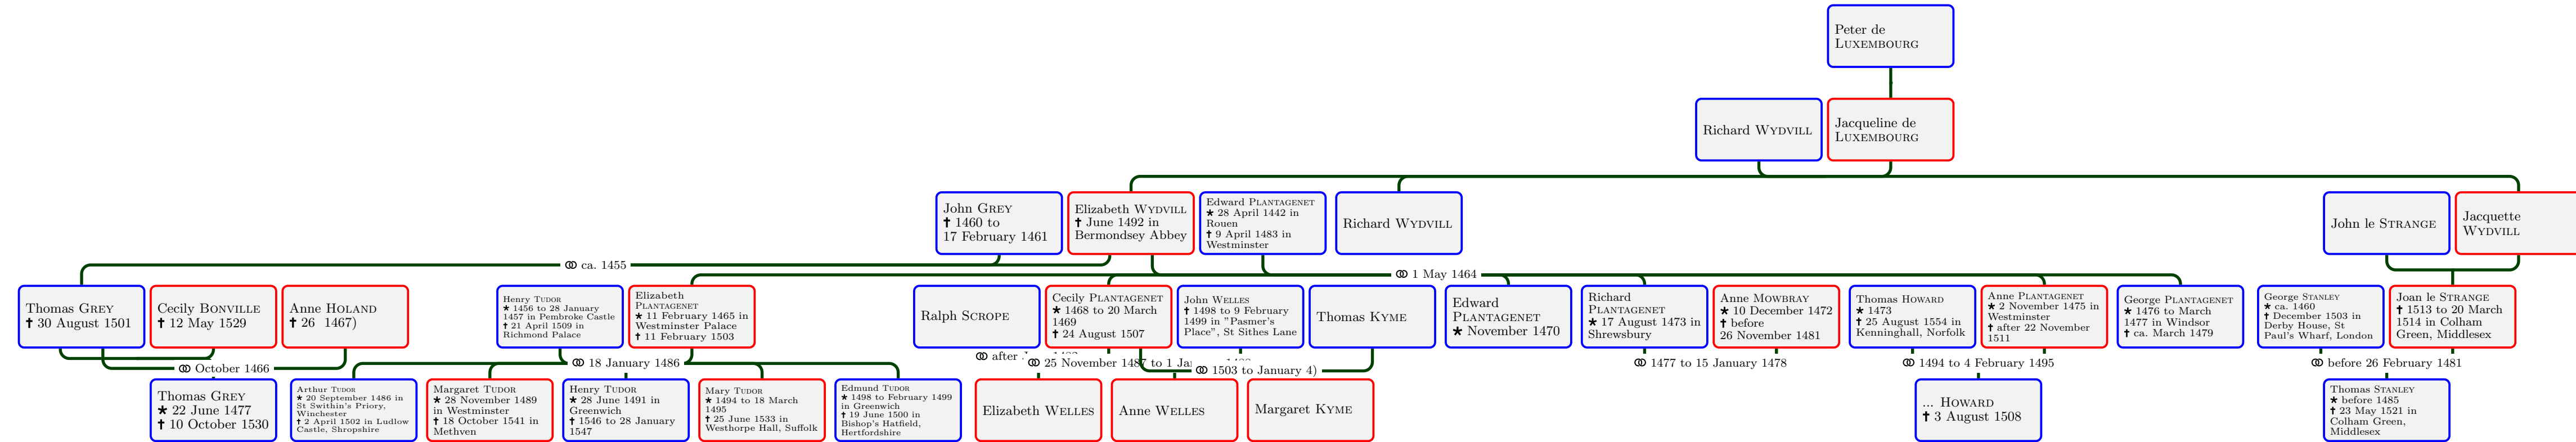 Peter de
LUXEMBOURG
Richard WYDVILL
Jacqueline de
LUXEMBOURG
John GREY
✝ 1460 to
17 February 1461
Elizabeth WYDVILL
✝ June 1492 in
Bermondsey Abbey
Edward PLANTAGENET
★ 28 April 1442 in
Rouen
✝ 9 April 1483 in
Westminster
Richard WYDVILL
John le STRANGE
Jacquette
WYDVILL
⚭ ca. 1455
⚭ 1 May 1464
Thomas GREY
✝ 30 August 1501
Cecily BONVILLE
✝ 12 May 1529
Anne HOLAND
✝ 26 1467)
Henry TUDOR
★ 1456 to 28 January
1457 in Pembroke Castle
✝ 21 April 1509 in
Richmond Palace
Elizabeth
PLANTAGENET
★ 11 February 1465 in
Westminster Palace
✝ 11 February 1503
Ralph SCROPE
Cecily PLANTAGENET
★ 1468 to 20 March
1469
✝ 24 August 1507
John WELLES
✝ 1498 to 9 February
1499 in "Pasmer's
Place", St Sithes Lane
Thomas KYME
Edward
PLANTAGENET
★ November 1470
Richard
PLANTAGENET
★ 17 August 1473 in
Shrewsbury
Anne MOWBRAY
★ 10 December 1472
✝ before
26 November 1481
Thomas HOWARD
★ 1473
✝ 25 August 1554 in
Kenninghall, Norfolk
Anne PLANTAGENET
★ 2 November 1475 in
Westminster
✝ after 22 November
1511
George PLANTAGENET
★ 1476 to March
1477 in Windsor
✝ ca. March 1479
George STANLEY
★ ca. 1460
✝ December 1503 in
Derby House, St
Paul's Wharf, London
Joan le STRANGE
✝ 1513 to 20 March
1514 in Colham
Green, Middlesex
⚭ October 1466
⚭ 18 January 1486
⚭ after
⚭ 25 November 1487 to 1 Ja
⚭ 1503 to January 4)
⚭ 1477 to 15 January 1478
⚭ 1494 to 4 February 1495
⚭ before 26 February 1481
Thomas GREY
★ 22 June 1477
✝ 10 October 1530
Arthur TUDOR
★ 20 September 1486 in
St Swithin's Priory,
Winchester
✝ 2 April 1502 in Ludlow
Castle, Shropshire
Margaret TUDOR
★ 28 November 1489
in Westminster
✝ 18 October 1541 in
Methven
Henry TUDOR
★ 28 June 1491 in
Greenwich
✝ 1546 to 28 January
1547
Mary TUDOR
★ 1494 to 18 March
1495
✝ 25 June 1533 in
Westhorpe Hall, Suffolk
Edmund TUDOR
★ 1498 to February 1499
in Greenwich
✝ 19 June 1500 in
Bishop's Hatfield,
Hertfordshire
Elizabeth WELLES
Anne WELLES
Margaret KYME
... HOWARD
✝ 3 August 1508
Thomas STANLEY
★ before 1485
✝ 23 May 1521 in
Colham Green,
Middlesex